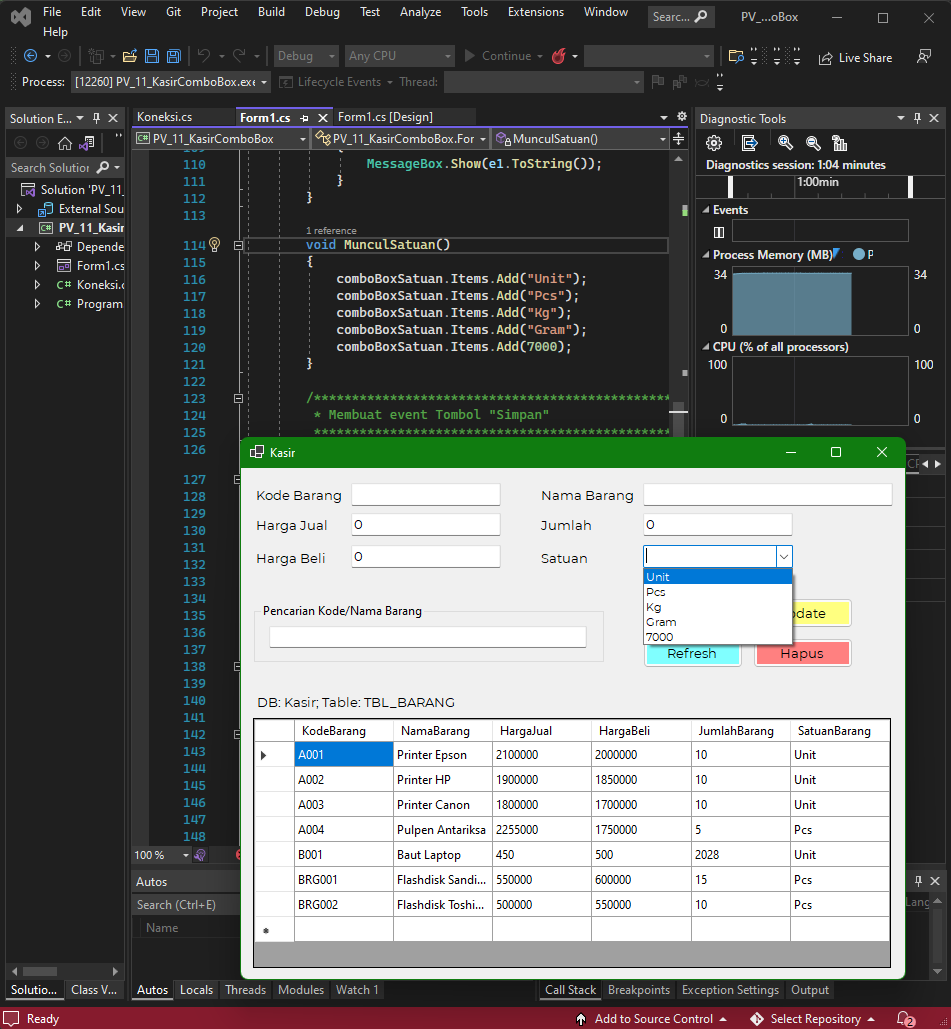 File Edit View Git Project Build Debug Test Analyze Tools Extensions Window Searc... PV_...oBox
Help
Debug Any CPU Continue Live Share
Process: [12260] PV_11_KasirComboBox.exe Lifecycle Events Thread:
Solution E...
Search Solution
Solution 'PV_11_
External Sou
PV_11_Kasir
Depende
Form1.cs
Koneksi.c
Program
Koneksi.cs Form1.cs Form1.cs [Design]
PV_11_KasirComboBox PV_11_KasirComboBox.For MunculSatuan()
110 MessageBox.Show(e1.ToString());
111 }
112 }
113
1 reference
114 void MunculSatuan()
115 {
116 comboBoxSatuan.Items.Add("Unit");
117 comboBoxSatuan.Items.Add("Pcs");
118 comboBoxSatuan.Items.Add("Kg");
119 comboBoxSatuan.Items.Add("Gram");
120 comboBoxSatuan.Items.Add(7000);
121 }
122
123 /***********************************************
124 * Membuat event Tombol "Simpan"
125 ***********************************************
126
127
128
129
130
131
132
133
134
135
136
137
138
139
140
141
142
143
144
145
146
147
148
100 %
Diagnostic Tools
Diagnostics session: 1:04 minutes
1:00min
Events
Process Memory (MB) P
34 34
0 0
CPU (% of all processors)
100 100
0 0
Kasir
Kode Barang Nama Barang
Harga Jual 0 Jumlah 0
Harga Beli 0 Satuan
Unit
Pcs
Kg
Gram
7000
Pencarian Kode/Nama Barang
date
Refresh Hapus
DB: Kasir; Table: TBL_BARANG
KodeBarang NamaBarang HargaJual HargaBeli JumlahBarang SatuanBarang
A001 Printer Epson 2100000 2000000 10 Unit
A002 Printer HP 1900000 1850000 10 Unit
A003 Printer Canon 1800000 1700000 10 Unit
A004 Pulpen Antariksa 2255000 1750000 5 Pcs
B001 Baut Laptop 450 500 2028 Unit
BRG001 Flashdisk Sandi... 550000 600000 15 Pcs
BRG002 Flashdisk Toshi... 500000 550000 10 Pcs
Autos
Search (Ctrl+E)
Name
Lang
Solutio... Class V... Autos Locals Threads Modules Watch 1 Call Stack Breakpoints Exception Settings Output
Ready Add to Source Control Select Repository 2